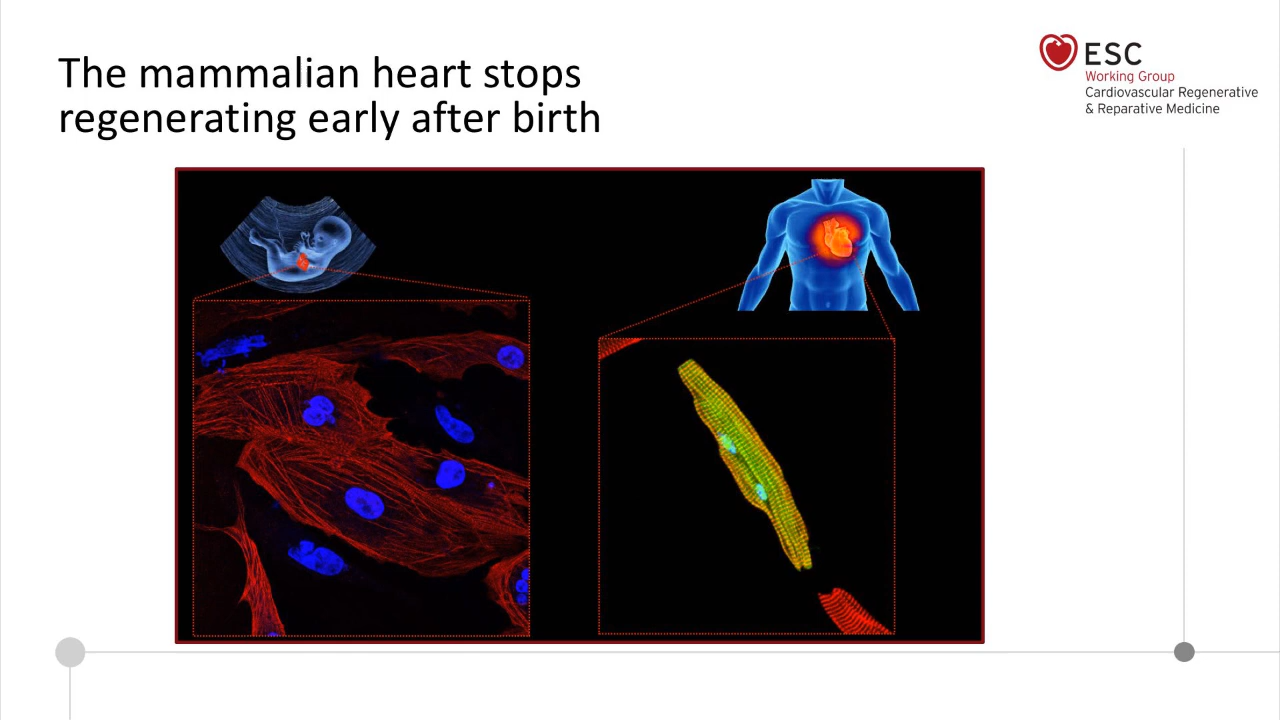 The mammalian heart stops
regenerating early after birth
ESC
Working Group
Cardiovascular Regenerative
& Reparative Medicine